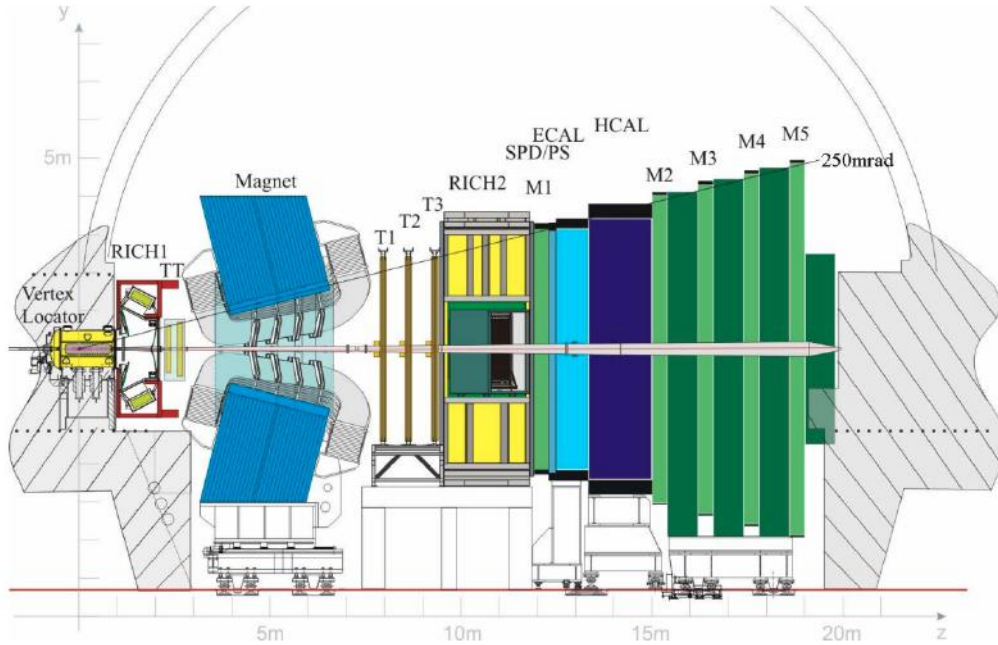 y
5m
Vertex
Locator
RICH1
TT
Magnet
T1
T2
T3
RICH2
M1
SPD/PS
ECAL
HCAL
M2
M3
M4
M5
250mrad
5m
10m
15m
20m
z